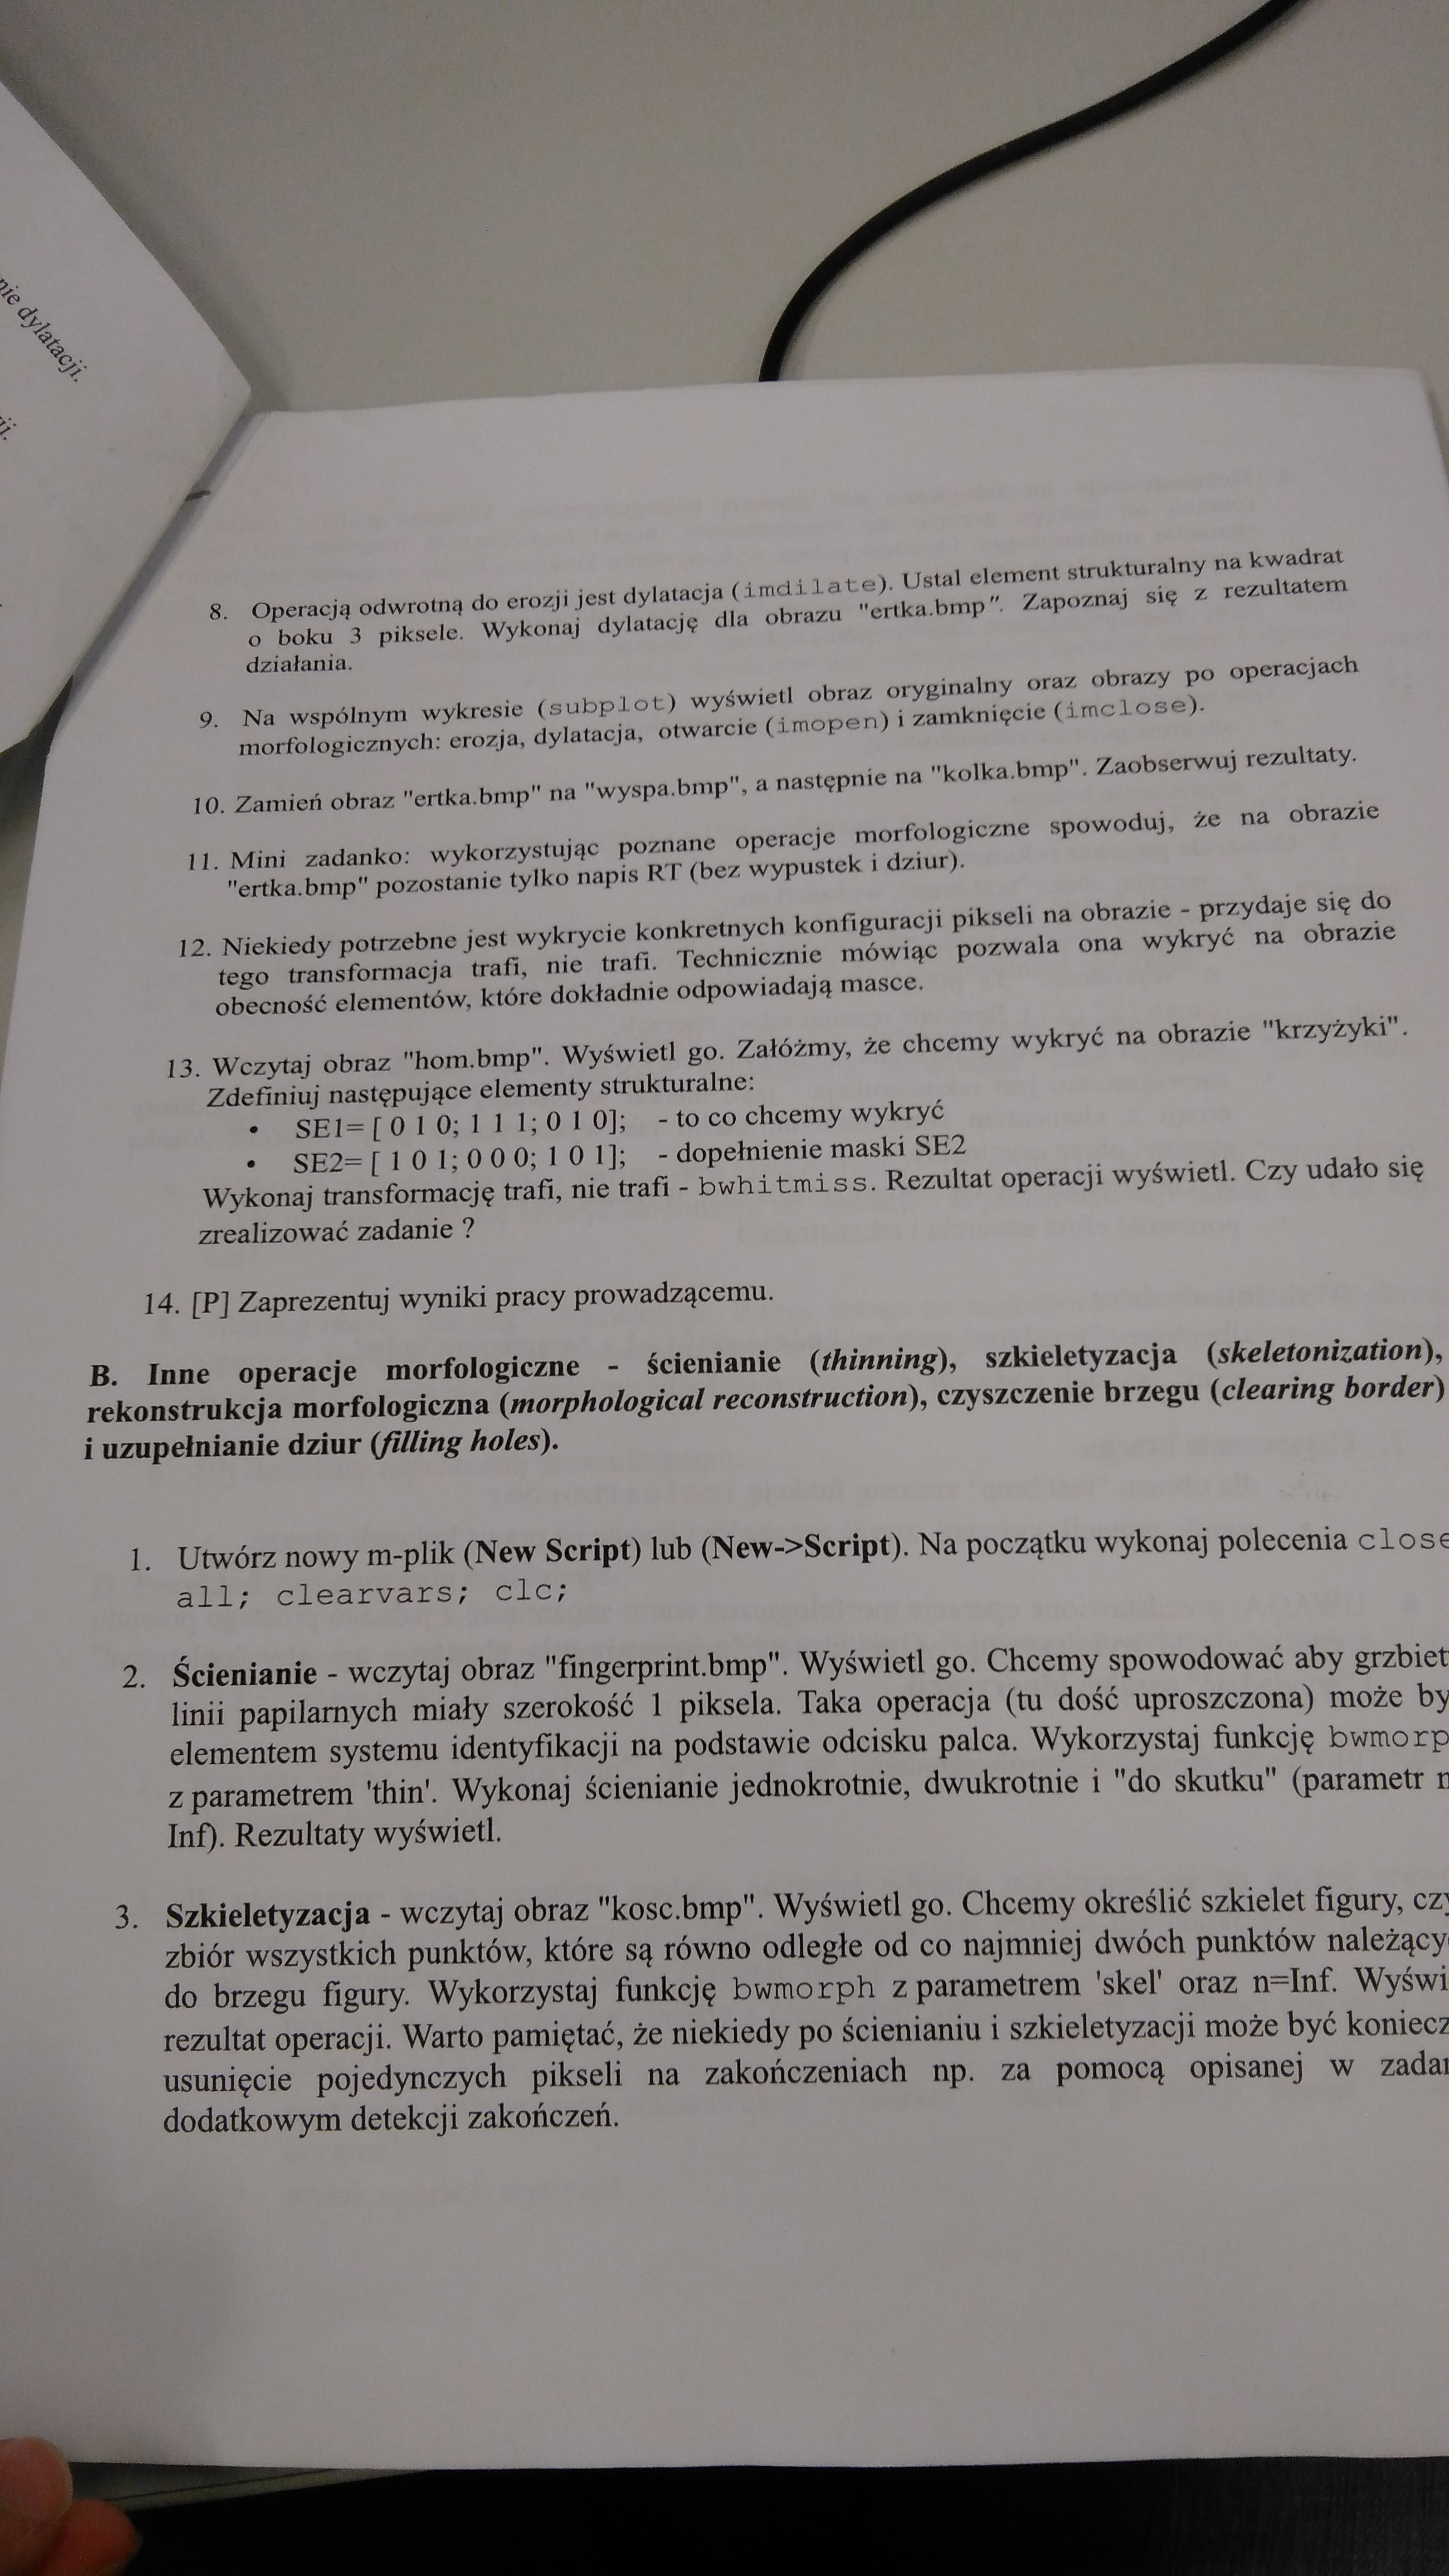 nie dylatacji.
ji.
8. Operacją odwrotną do erozji jest dylatacja (imdilate). Ustal element strukturalny na kwadrat
o boku 3 piksele. Wykonaj dylatację dla obrazu "ertka.bmp". Zapoznaj się z rezultatem
działania.
9. Na wspólnym wykresie (subplot) wyświetl obraz oryginalny oraz obrazy po operacjach
morfologicznych: erozja, dylatacja, otwarcie (imopen) i zamknięcie (imclose).
10. Zamień obraz "ertka.bmp" na "wyspa.bmp", a następnie na "kolka.bmp". Zaobserwuj rezultaty.
11. Mini zadanko: wykorzystując poznane operacje morfologiczne spowoduj, że na obrazie
"ertka.bmp" pozostanie tylko napis RT (bez wypustek i dziur).
12. Niekiedy potrzebne jest wykrycie konkretnych konfiguracji pikseli na obrazie - przydaje się do
tego transformacja trafi, nie trafi. Technicznie mówiąc pozwala ona wykryć na obrazie
obecność elementów, które dokładnie odpowiadają masce.
13. Wczytaj obraz "hom.bmp". Wyświetl go. Załóżmy, że chcemy wykryć na obrazie "krzyżyki".
Zdefiniuj następujące elementy strukturalne:
• SE1= [ 0 1 0; 1 1 1; 0 1 0]; - to co chcemy wykryć
• SE2= [ 1 0 1; 0 0 0; 1 0 1]; - dopełnienie maski SE2
Wykonaj transformację trafi, nie trafi - bwhitmiss. Rezultat operacji wyświetl. Czy udało się
zrealizować zadanie ?
14. [P] Zaprezentuj wyniki pracy prowadzącemu.
B. Inne operacje morfologiczne - ścienianie (thinning), szkieletyzacja (skeletonization),
rekonstrukcja morfologiczna (morphological reconstruction), czyszczenie brzegu (clearing border)
i uzupełnianie dziur (filling holes).
1. Utwórz nowy m-plik (New Script) lub (New->Script). Na początku wykonaj polecenia close
all; clearvars; clc;
2. Ścienianie - wczytaj obraz "fingerprint.bmp". Wyświetl go. Chcemy spowodować aby grzbiet
linii papilarnych miały szerokość 1 piksela. Taka operacja (tu dość uproszczona) może by
elementem systemu identyfikacji na podstawie odcisku palca. Wykorzystaj funkcję bwmorp
z parametrem 'thin'. Wykonaj ścienianie jednokrotnie, dwukrotnie i "do skutku" (parametr n
Inf). Rezultaty wyświetl.
3. Szkieletyzacja - wczytaj obraz "kosc.bmp". Wyświetl go. Chcemy określić szkielet figury, czy
zbiór wszystkich punktów, które są równo odległe od co najmniej dwóch punktów należący
do brzegu figury. Wykorzystaj funkcję bwmorph z parametrem 'skel' oraz n=Inf. Wyświ
rezultat operacji. Warto pamiętać, że niekiedy po ścienianiu i szkieletyzacji może być koniecz
usunięcie pojedynczych pikseli na zakończeniach np. za pomocą opisanej w zadan
dodatkowym detekcji zakończeń.